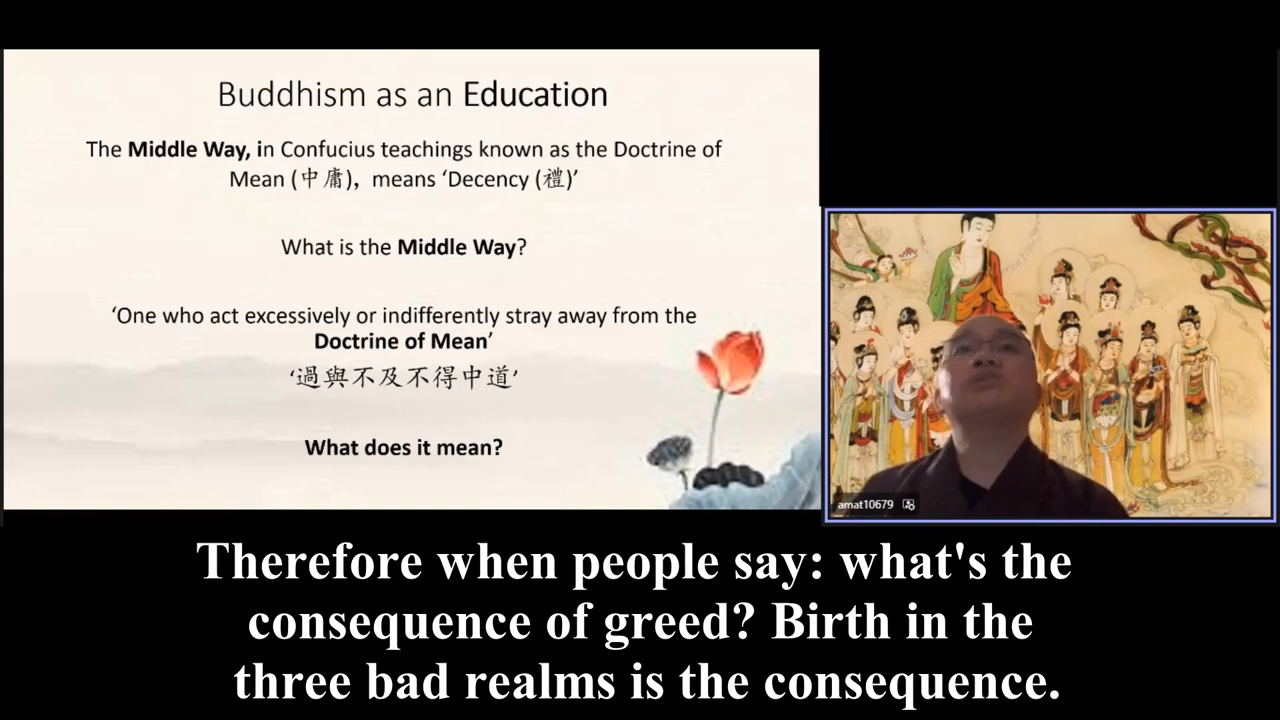 Buddhism as an Education
The Middle Way, in Confucius teachings known as the Doctrine of
Mean (中庸), means ‘Decency (禮)’
What is the Middle Way?
‘One who act excessively or indifferently stray away from the
Doctrine of Mean’
‘過與不及不得中道’
What does it mean?
amat10679
Therefore when people say: what's the
consequence of greed? Birth in the
three bad realms is the consequence.